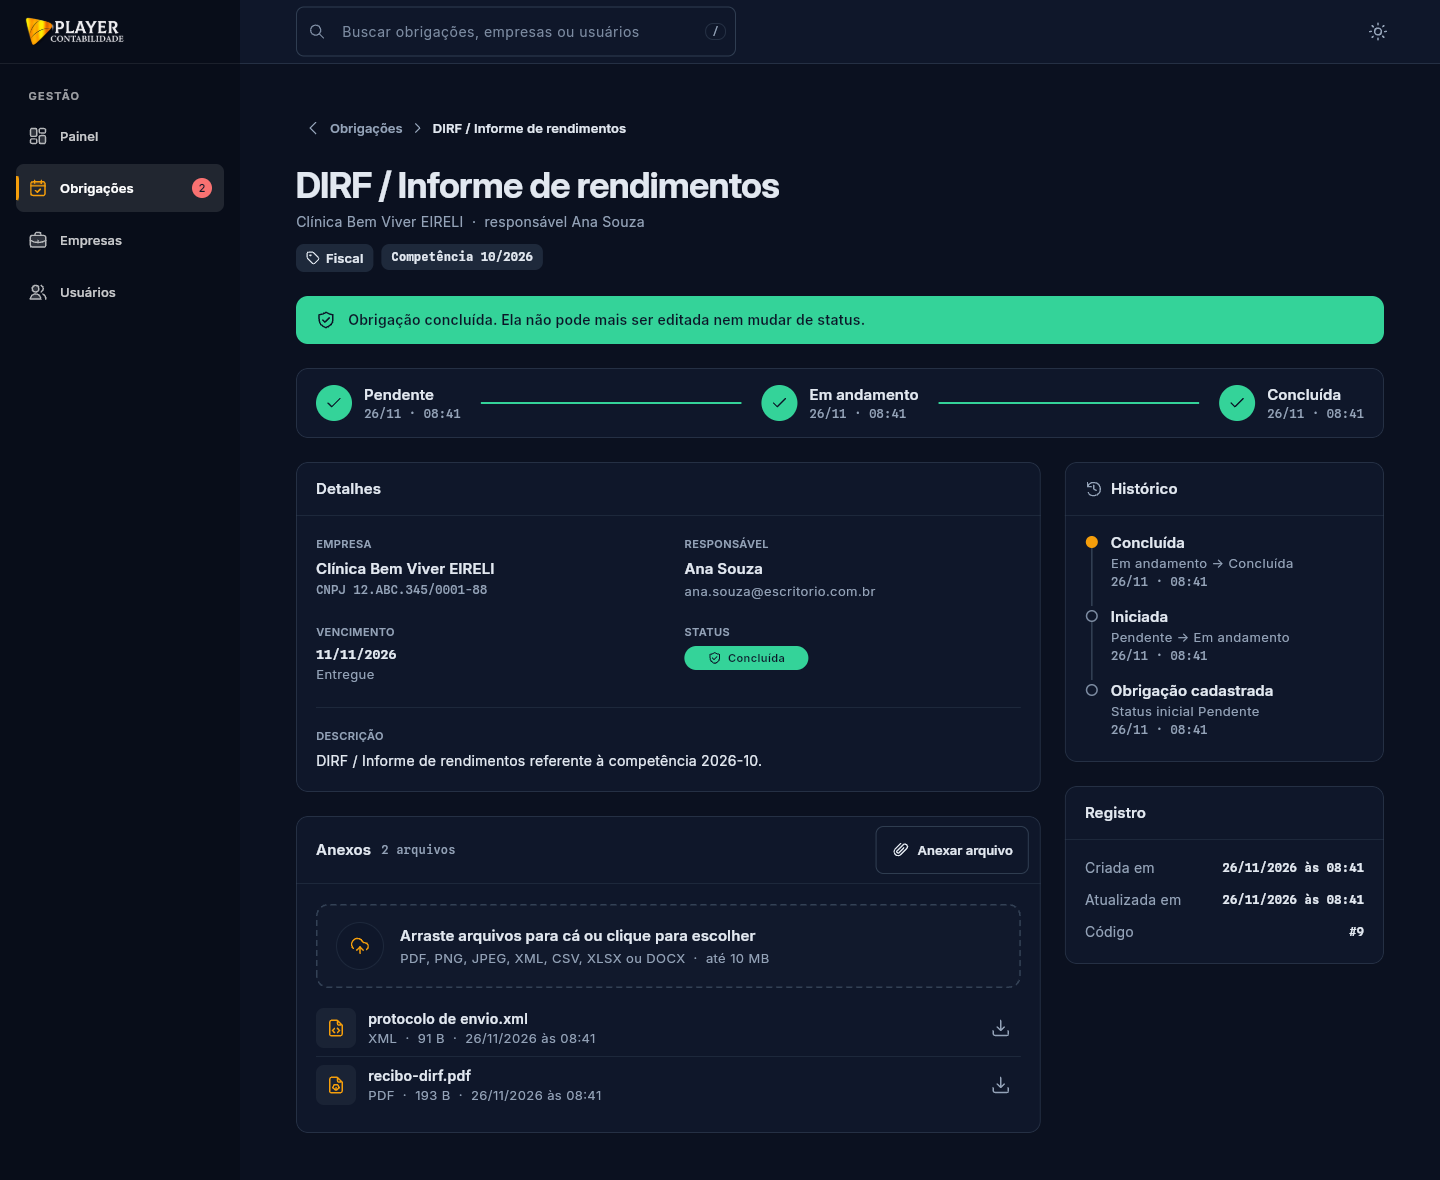 PLAYER
CONTABILIDADE
Buscar obrigações, empresas ou usuários
/
GESTÃO
Painel
Obrigações
2
Empresas
Usuários
Obrigações
DIRF / Informe de rendimentos
DIRF / Informe de rendimentos
Clínica Bem Viver EIRELI · responsável Ana Souza
Fiscal
Competência 10/2026
Obrigação concluída. Ela não pode mais ser editada nem mudar de status.
Pendente
26/11 · 08:41
Em andamento
26/11 · 08:41
Concluída
26/11 · 08:41
Detalhes
EMPRESA
Clínica Bem Viver EIRELI
CNPJ 12.ABC.345/0001-88
RESPONSÁVEL
Ana Souza
ana.souza@escritorio.com.br
VENCIMENTO
11/11/2026
Entregue
STATUS
Concluída
DESCRIÇÃO
DIRF / Informe de rendimentos referente à competência 2026-10.
Histórico
Concluída
Em andamento → Concluída
26/11 · 08:41
Iniciada
Pendente → Em andamento
26/11 · 08:41
Obrigação cadastrada
Status inicial Pendente
26/11 · 08:41
Anexos 2 arquivos
Anexar arquivo
Arraste arquivos para cá ou clique para escolher
PDF, PNG, JPEG, XML, CSV, XLSX ou DOCX · até 10 MB
protocolo de envio.xml
XML · 91 B · 26/11/2026 às 08:41
recibo-dirf.pdf
PDF · 193 B · 26/11/2026 às 08:41
Registro
Criada em 26/11/2026 às 08:41
Atualizada em 26/11/2026 às 08:41
Código #9